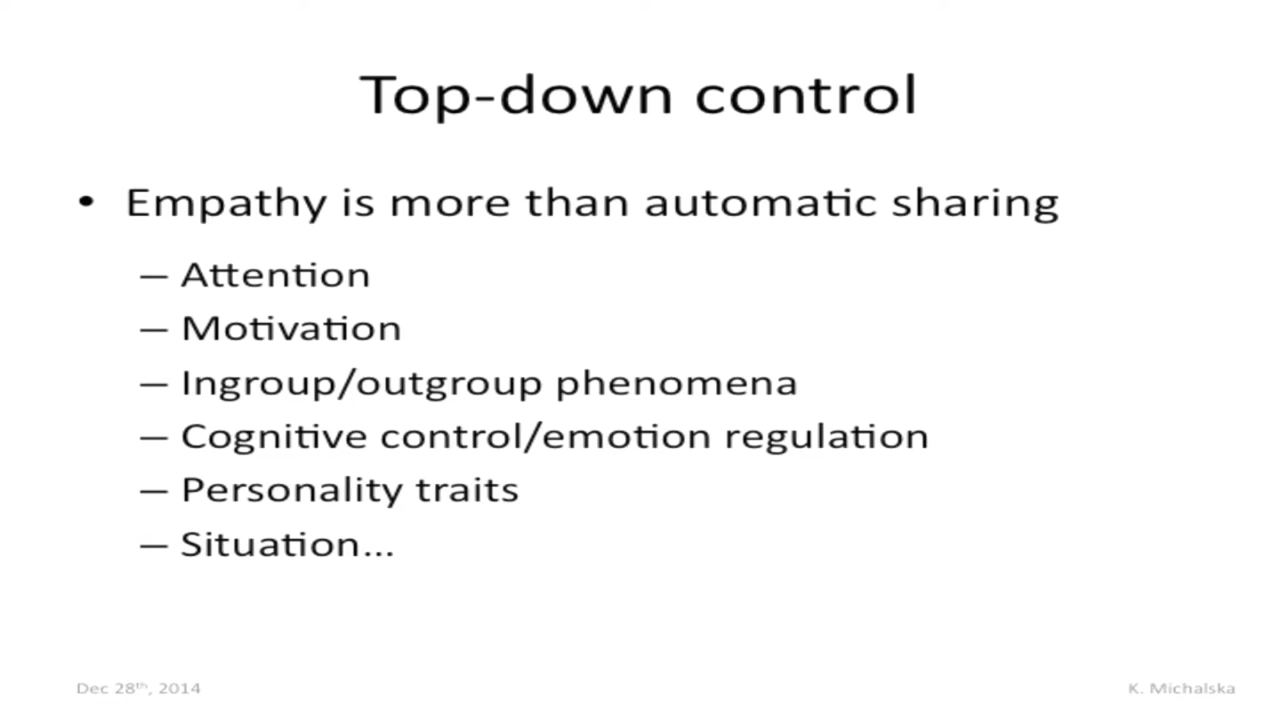 Top-down control
• Empathy is more than automatic sharing
– Attention
– Motivation
– Ingroup/outgroup phenomena
– Cognitive control/emotion regulation
– Personality traits
– Situation...
Dec 28th, 2014
K. Michalska